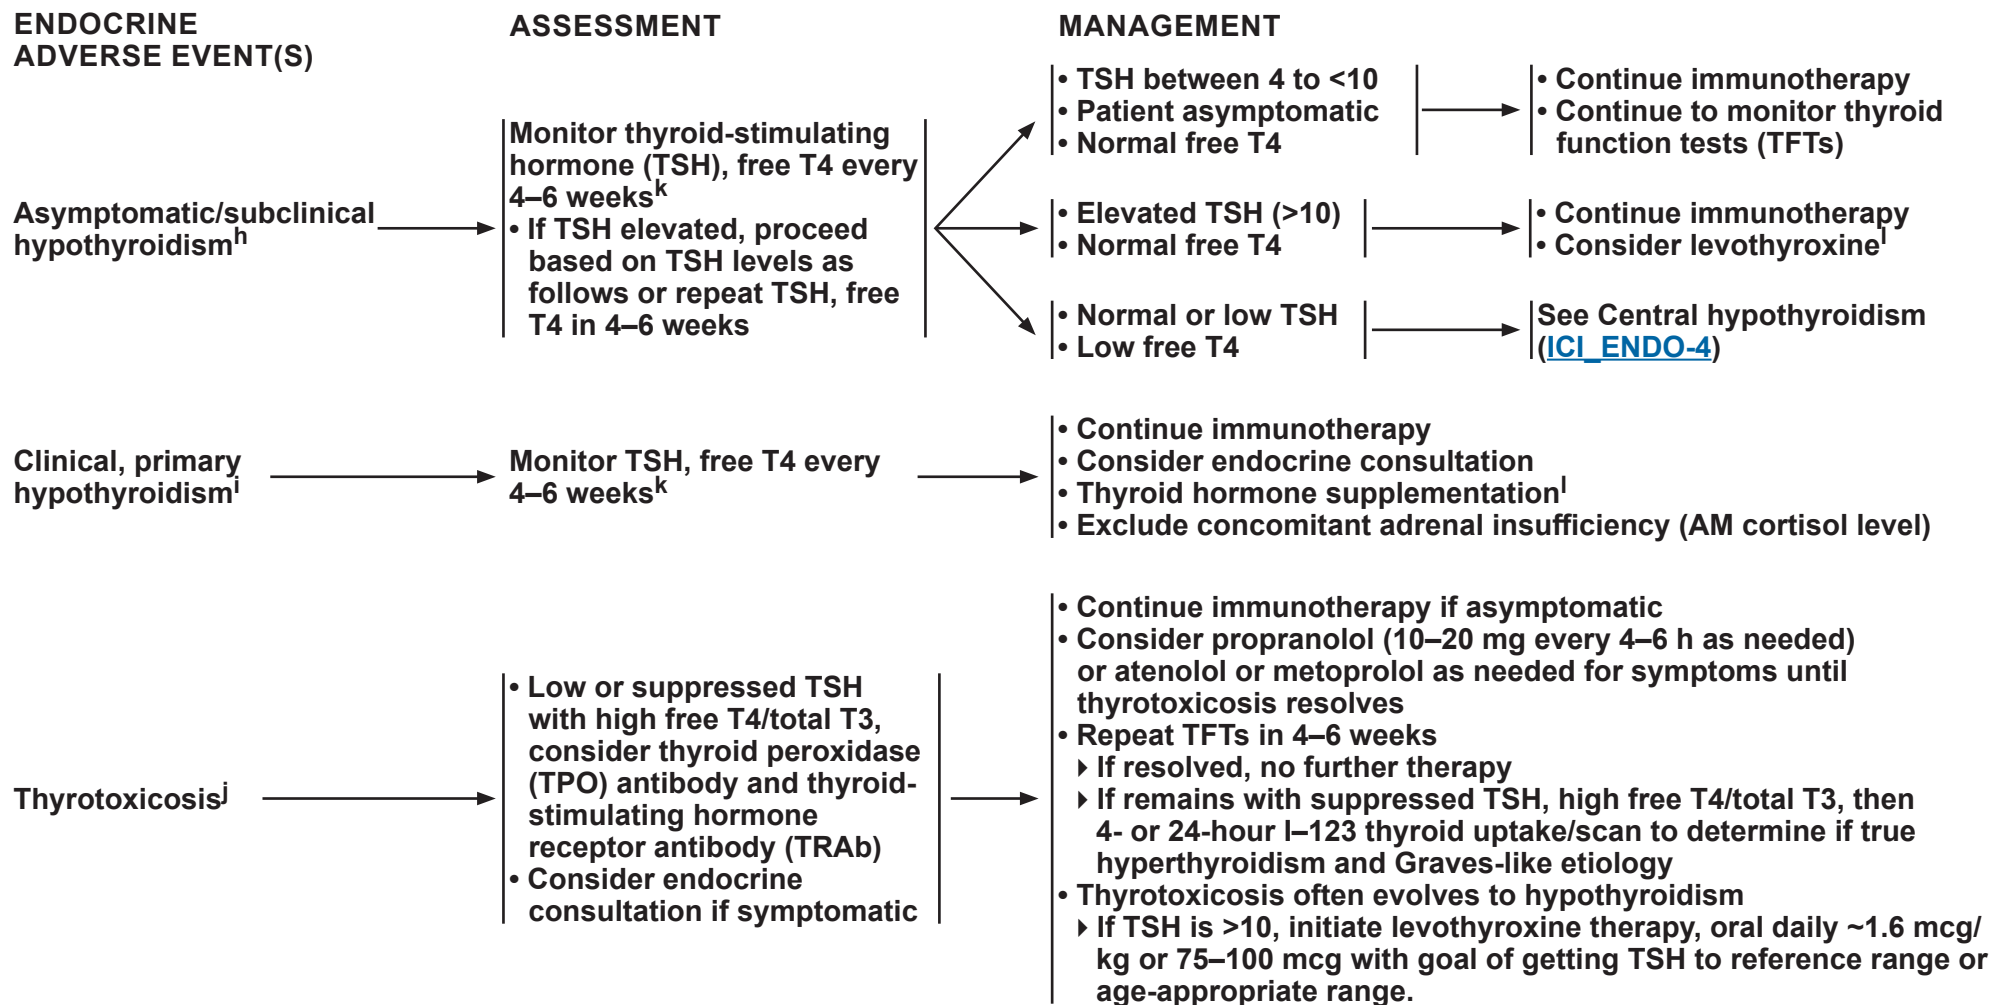 ENDOCRINE
ADVERSE EVENT(S)
ASSESSMENT
MANAGEMENT
Asymptomatic/subclinical
hypothyroidismh
Monitor thyroid-stimulating
hormone (TSH), free T4 every
4–6 weeksk
• If TSH elevated, proceed
based on TSH levels as
follows or repeat TSH, free
T4 in 4–6 weeks
• TSH between 4 to <10
• Patient asymptomatic
• Normal free T4
• Continue immunotherapy
• Continue to monitor thyroid
function tests (TFTs)
• Elevated TSH (>10)
• Normal free T4
• Continue immunotherapy
• Consider levothyroxinel
• Normal or low TSH
• Low free T4
See Central hypothyroidism
(ICI_ENDO-4)
Clinical, primary
hypothyroidismi
Monitor TSH, free T4 every
4–6 weeksk
• Continue immunotherapy
• Consider endocrine consultation
• Thyroid hormone supplementationl
• Exclude concomitant adrenal insufficiency (AM cortisol level)
Thyrotoxicosisj
• Low or suppressed TSH
with high free T4/total T3,
consider thyroid peroxidase
(TPO) antibody and thyroid-
stimulating hormone
receptor antibody (TRAb)
• Consider endocrine
consultation if symptomatic
• Continue immunotherapy if asymptomatic
• Consider propranolol (10–20 mg every 4–6 h as needed)
or atenolol or metoprolol as needed for symptoms until
thyrotoxicosis resolves
• Repeat TFTs in 4–6 weeks
▸ If resolved, no further therapy
▸ If remains with suppressed TSH, high free T4/total T3, then
4- or 24-hour I–123 thyroid uptake/scan to determine if true
hyperthyroidism and Graves-like etiology
• Thyrotoxicosis often evolves to hypothyroidism
▸ If TSH is >10, initiate levothyroxine therapy, oral daily ~1.6 mcg/
kg or 75–100 mcg with goal of getting TSH to reference range or
age-appropriate range.